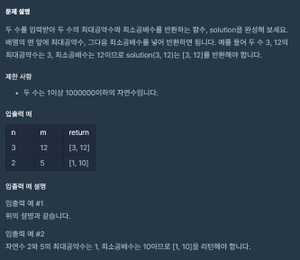 문제 설명
두 수를 입력받아 두 수의 최대공약수와 최소공배수를 반환하는 함수, solution을 완성해 보세요.
배열의 맨 앞에 최대공약수, 그다음 최소공배수를 넣어 반환하면 됩니다. 예를 들어 두 수 3, 12의
최대공약수는 3, 최소공배수는 12이므로 solution(3, 12)는 [3, 12]를 반환해야 합니다.
제한 사항
• 두 수는 1이상 1000000이하의 자연수입니다.
입출력 예
n m return
3 12 [3, 12]
2 5 [1, 10]
입출력 예 설명
입출력 예 #1
위의 설명과 같습니다.
입출력 예 #2
자연수 2와 5의 최대공약수는 1, 최소공배수는 10이므로 [1, 10]을 리턴해야 합니다.